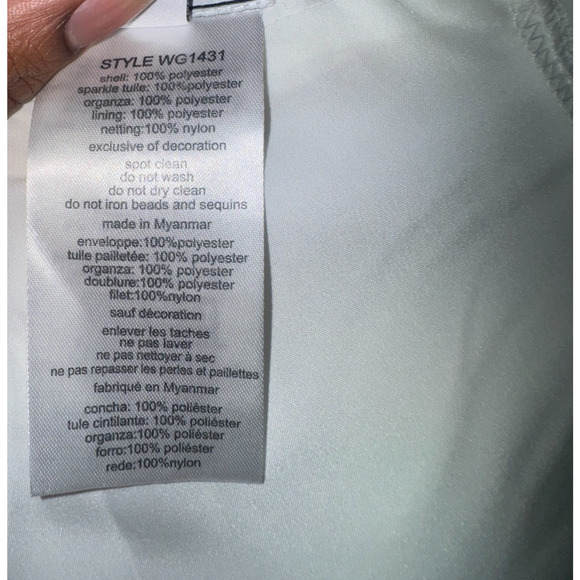 STYLE WG1431
shell: 100% polyester
sparkle tulle: 100% polyester
organza: 100% polyester
lining: 100% polyester
netting:100% nylon
exclusive of decoration
spot clean
do not wash
do not dry clean
do not iron beads and sequins
made in Myanmar
enveloppe:100%polyester
tulle pailletée: 100% polyester
organza: 100% polyester
doublure:100% polyester
filet:100%nylon
sauf décoration
enlever les taches
ne pas laver
ne pas nettoyer à sec
ne pas repasser les perles et paillettes
fabriqué en Myanmar
concha: 100% poliéster
tule cintilante: 100% poliéster
organza:100% poliéster
forro:100% poliéster
rede:100%nylon